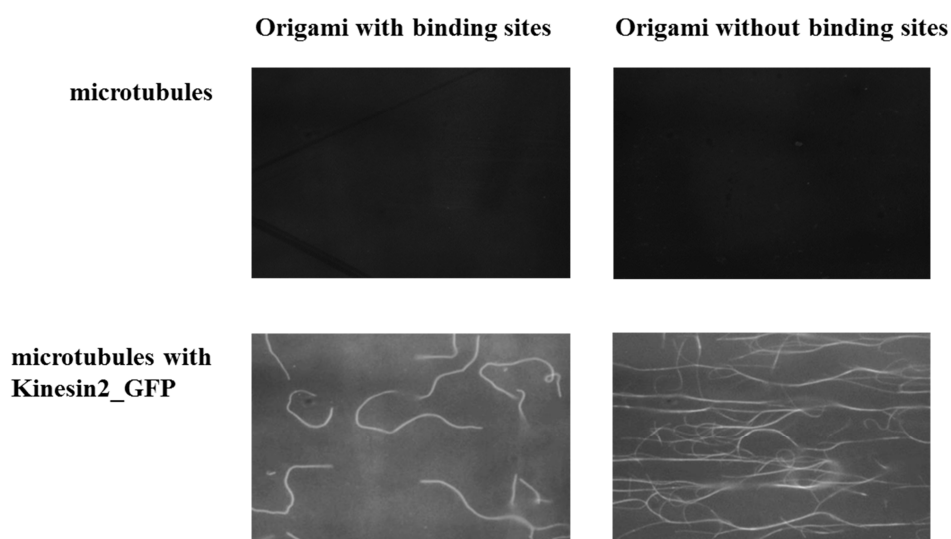 Origami with binding sites
Origami without binding sites
microtubules
microtubules with
Kinesin2_GFP